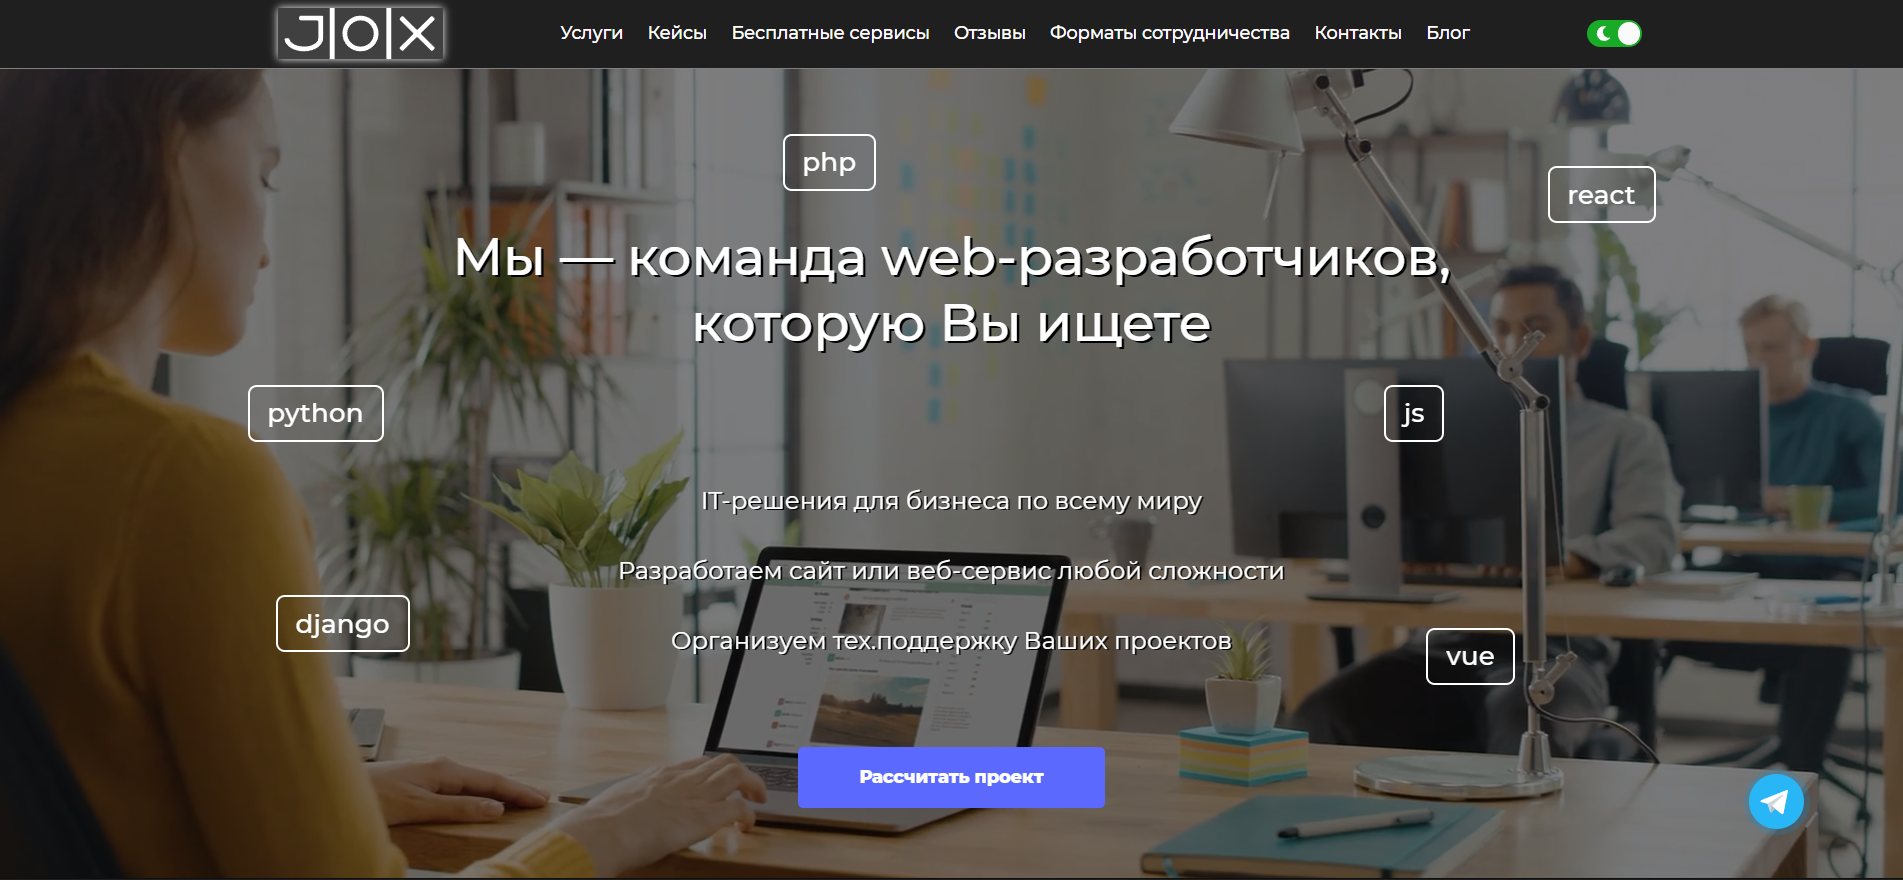 J|O|X
Услуги Кейсы Бесплатные сервисы Отзывы Форматы сотрудничества Контакты Блог
php
react
Мы — команда web-разработчиков,
которую Вы ищете
python
js
IT-решения для бизнеса по всему миру
Разработаем сайт или веб-сервис любой сложности
django
Организуем тех.поддержку Ваших проектов
vue
Рассчитать проект